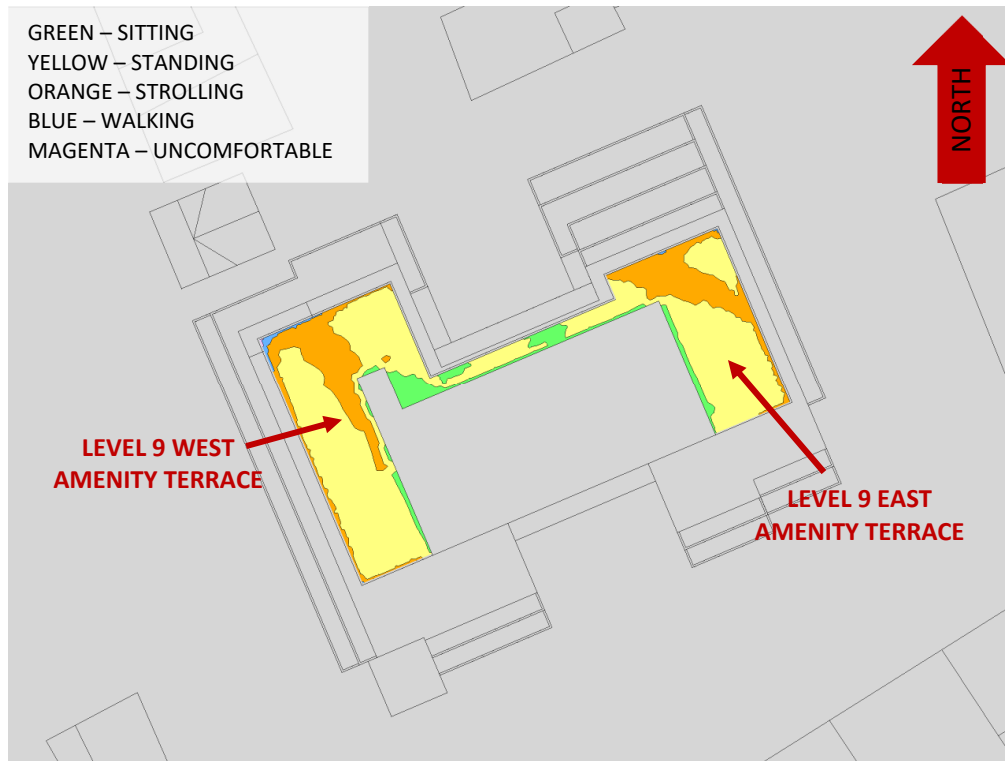 GREEN – SITTING
YELLOW – STANDING
ORANGE – STROLLING
BLUE – WALKING
MAGENTA – UNCOMFORTABLE
NORTH
LEVEL 9 WEST
AMENITY TERRACE
LEVEL 9 EAST
AMENITY TERRACE